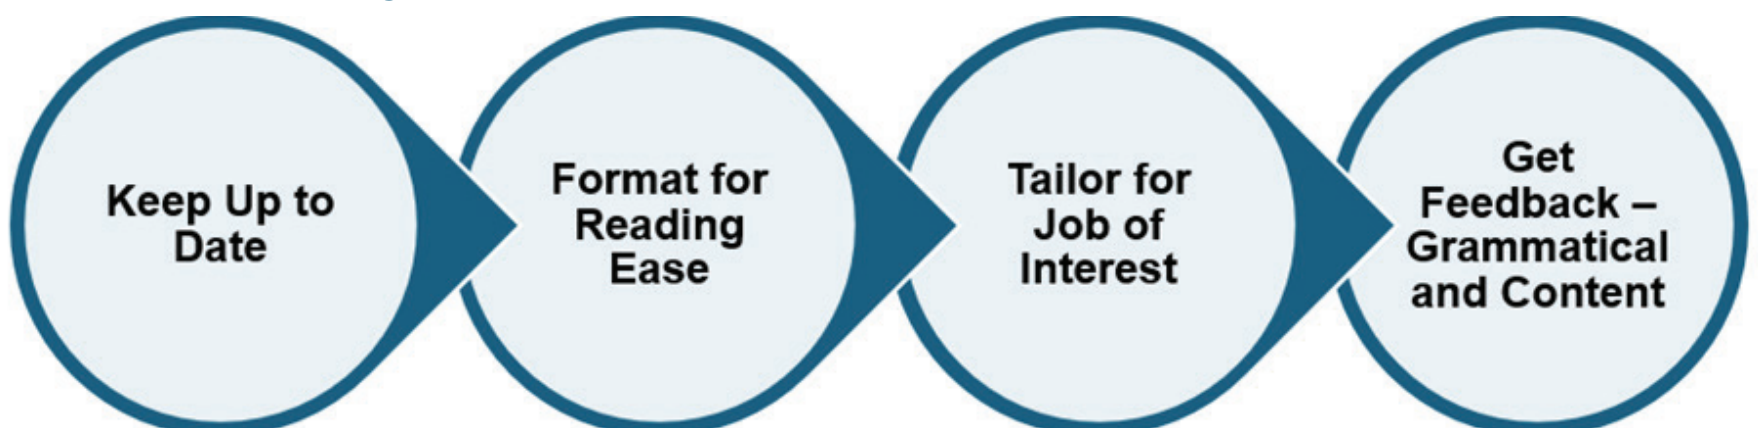 Keep Up to
Date
Format for
Reading
Ease
Tailor for
Job of
Interest
Get
Feedback –
Grammatical
and Content